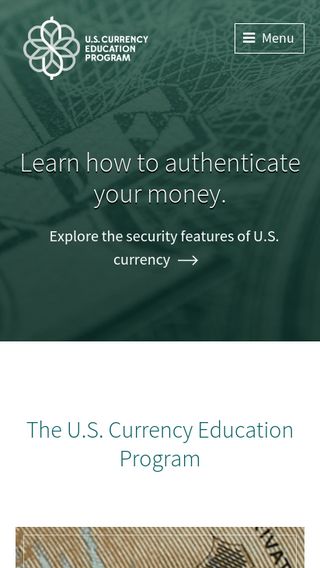 U.S. CURRENCY
EDUCATION
PROGRAM
Menu
Learn how to authenticate
your money.
Explore the security features of U.S.
currency
The U.S. Currency Education
Program